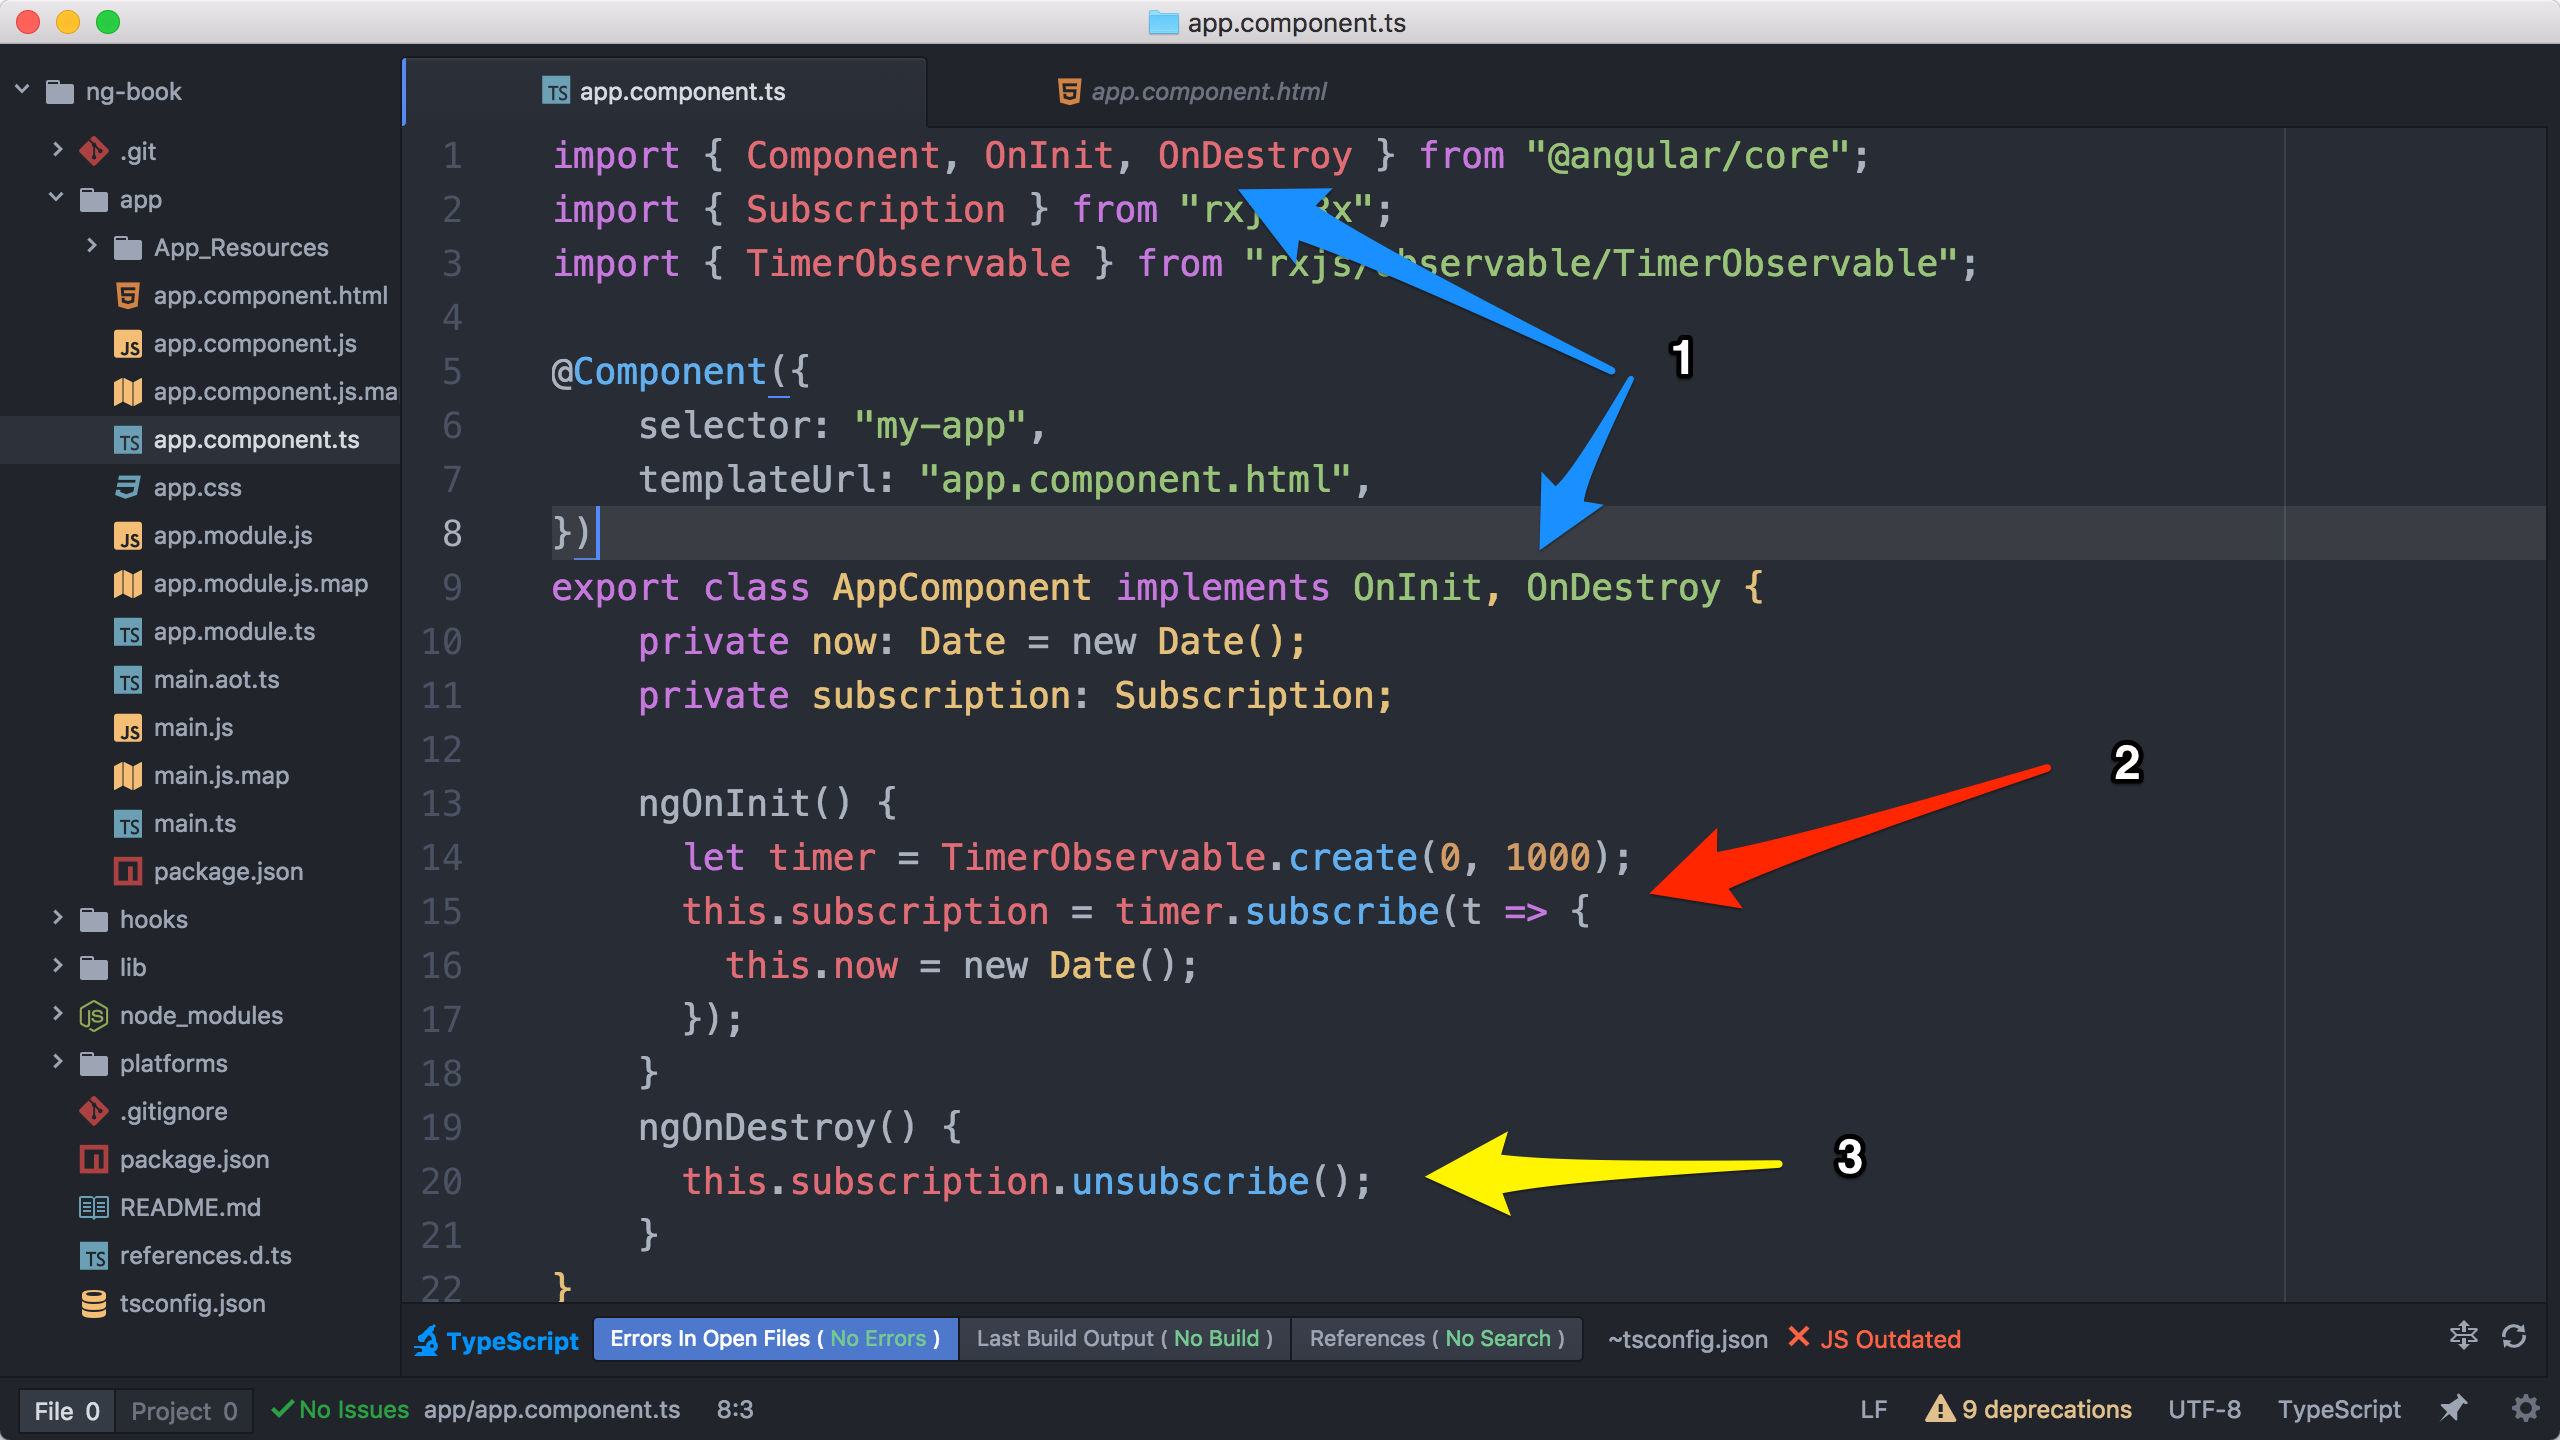 app.component.ts
ng-book
.git
app
App_Resources
app.component.html
app.component.js
app.component.js.ma
app.component.ts
app.css
app.module.js
app.module.js.map
app.module.ts
main.aot.ts
main.js
main.js.map
main.ts
package.json
hooks
lib
node_modules
platforms
.gitignore
package.json
README.md
references.d.ts
tsconfig.json
app.component.ts
app.component.html
1 import { Component, OnInit, OnDestroy } from "@angular/core";
2 import { Subscription } from "rxj x";
3 import { TimerObservable } from "rxjs/observable/TimerObservable";
4
5 @Component({
6 selector: "my-app",
7 templateUrl: "app.component.html",
8 })
9 export class AppComponent implements OnInit, OnDestroy {
10 private now: Date = new Date();
11 private subscription: Subscription;
12
13 ngOnInit() {
14 let timer = TimerObservable.create(0, 1000);
15 this.subscription = timer.subscribe(t => {
16 this.now = new Date();
17 });
18 }
19 ngOnDestroy() {
20 this.subscription.unsubscribe();
21 }
22 }
1
2
3
TypeScript Errors In Open Files ( No Errors ) Last Build Output ( No Build ) References ( No Search ) ~tsconfig.json JS Outdated
File 0 Project 0 No Issues app/app.component.ts 8:3 LF 9 deprecations UTF-8 TypeScript